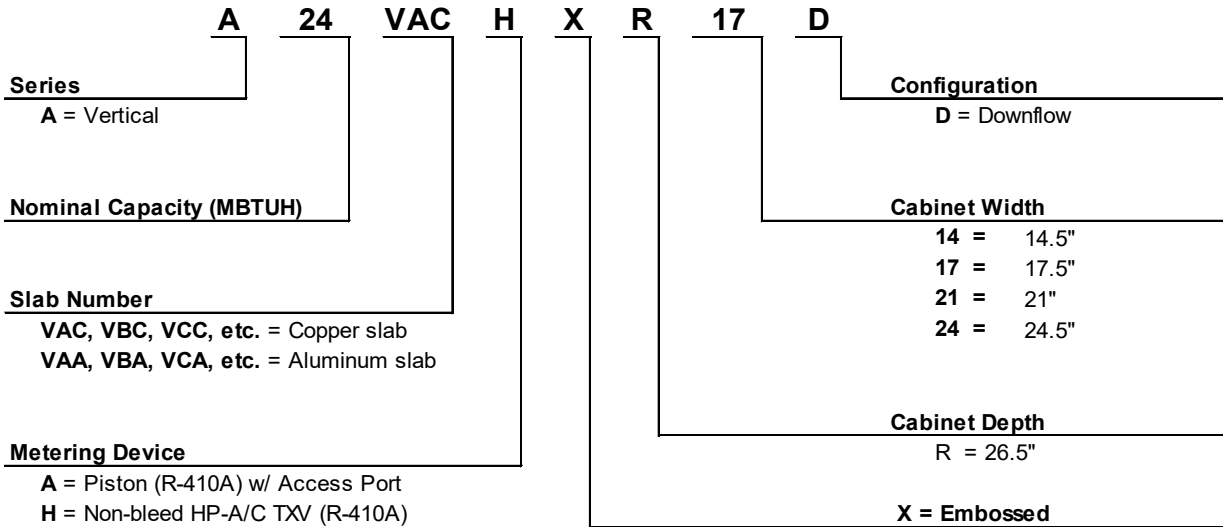 A 24 VAC H X R 17 D
Series
A = Vertical
Nominal Capacity (MBTUH)
Slab Number
VAC, VBC, VCC, etc. = Copper slab
VAA, VBA, VCA, etc. = Aluminum slab
Metering Device
A = Piston (R-410A) w/ Access Port
H = Non-bleed HP-A/C TXV (R-410A)
Configuration
D = Downflow
Cabinet Width
14 = 14.5"
17 = 17.5"
21 = 21"
24 = 24.5"
Cabinet Depth
R = 26.5"
X = Embossed